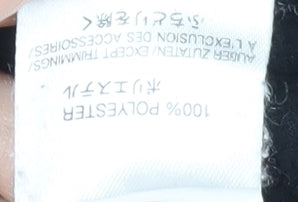 100% POLYESTER
ポリエステル
AUßER ZUTATEN/ EXCEPT TRIMMINGS/
À L'EXCLUSION DES ACCESSOIRES/
ふちどりを除く